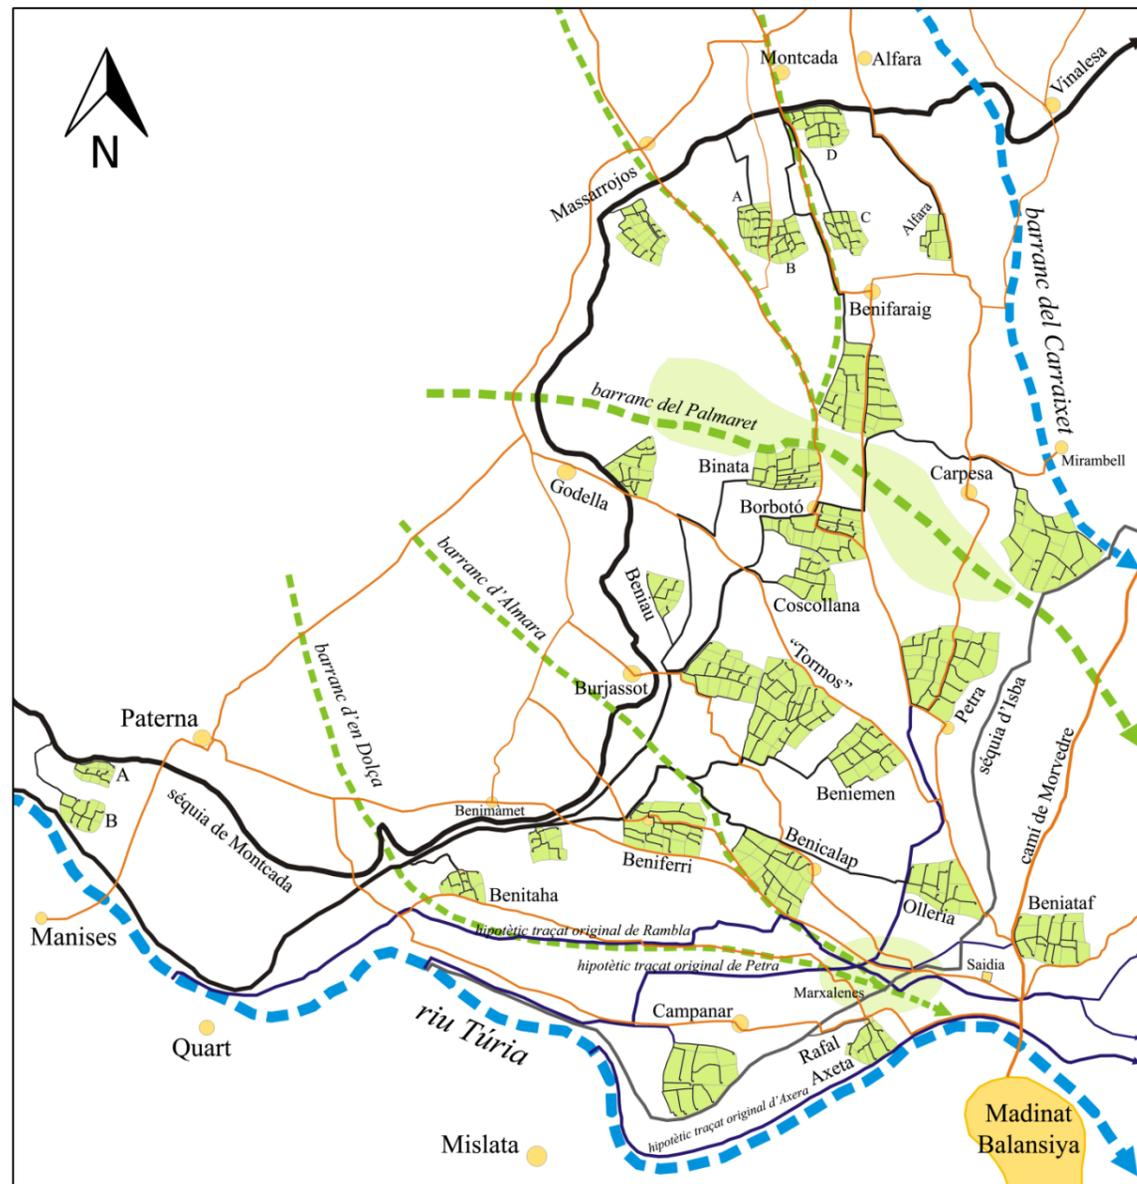 N
Montcada
Alfara
Vinalesa
D
Massarrojos
A
B
C
Alfara
barranc del Carraixet
Benifaraig
barranc del Palmaret
Binata
Carpesa
Mirambell
Godella
Borbotó
barranc d'Almara
Beniau
Coscollana
barranc d'en Dolça
"Tormos"
Burjassot
Petra
séquia d'Isba
Paterna
A
B
séquia de Montcada
Benimàmet
Beniemen
camí de Morvedre
Beniferri
Benicalap
Benitaha
Olleria
Beniataf
Manises
hipotètic traçat original de Rambla
hipotètic traçat original de Petra
Saidia
Marxalenes
riu Túria
Campanar
Quart
Rafal
Axeta
hipotètic traçat original d'Axera
Mislata
Madinat
Balansiya